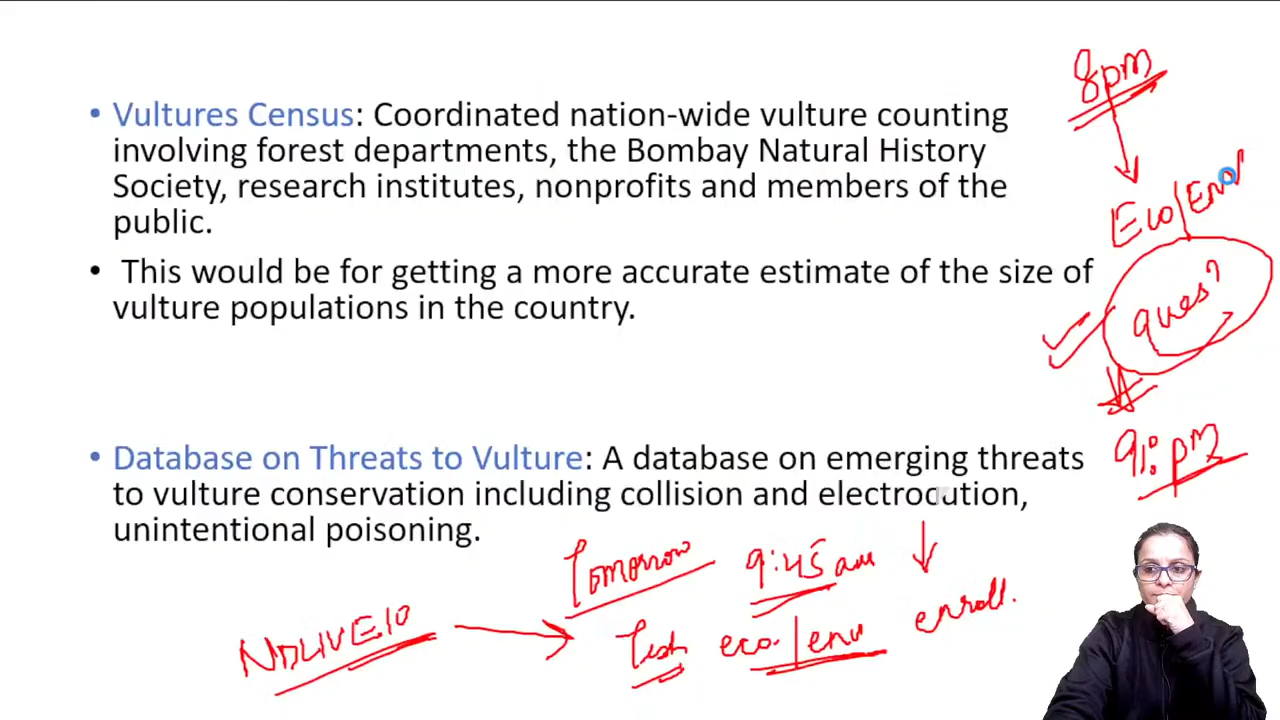 • Vultures Census: Coordinated nation-wide vulture counting
involving forest departments, the Bombay Natural History
Society, research institutes, nonprofits and members of the
public.
• This would be for getting a more accurate estimate of the size of
vulture populations in the country.
• Database on Threats to Vulture: A database on emerging threats
to vulture conservation including collision and electrocution,
unintentional poisoning.
8pm
Eco/Env
ques?
9: pm
Tomorrow 9:45 am
enroll.
NDLIVE10
Test eco./env